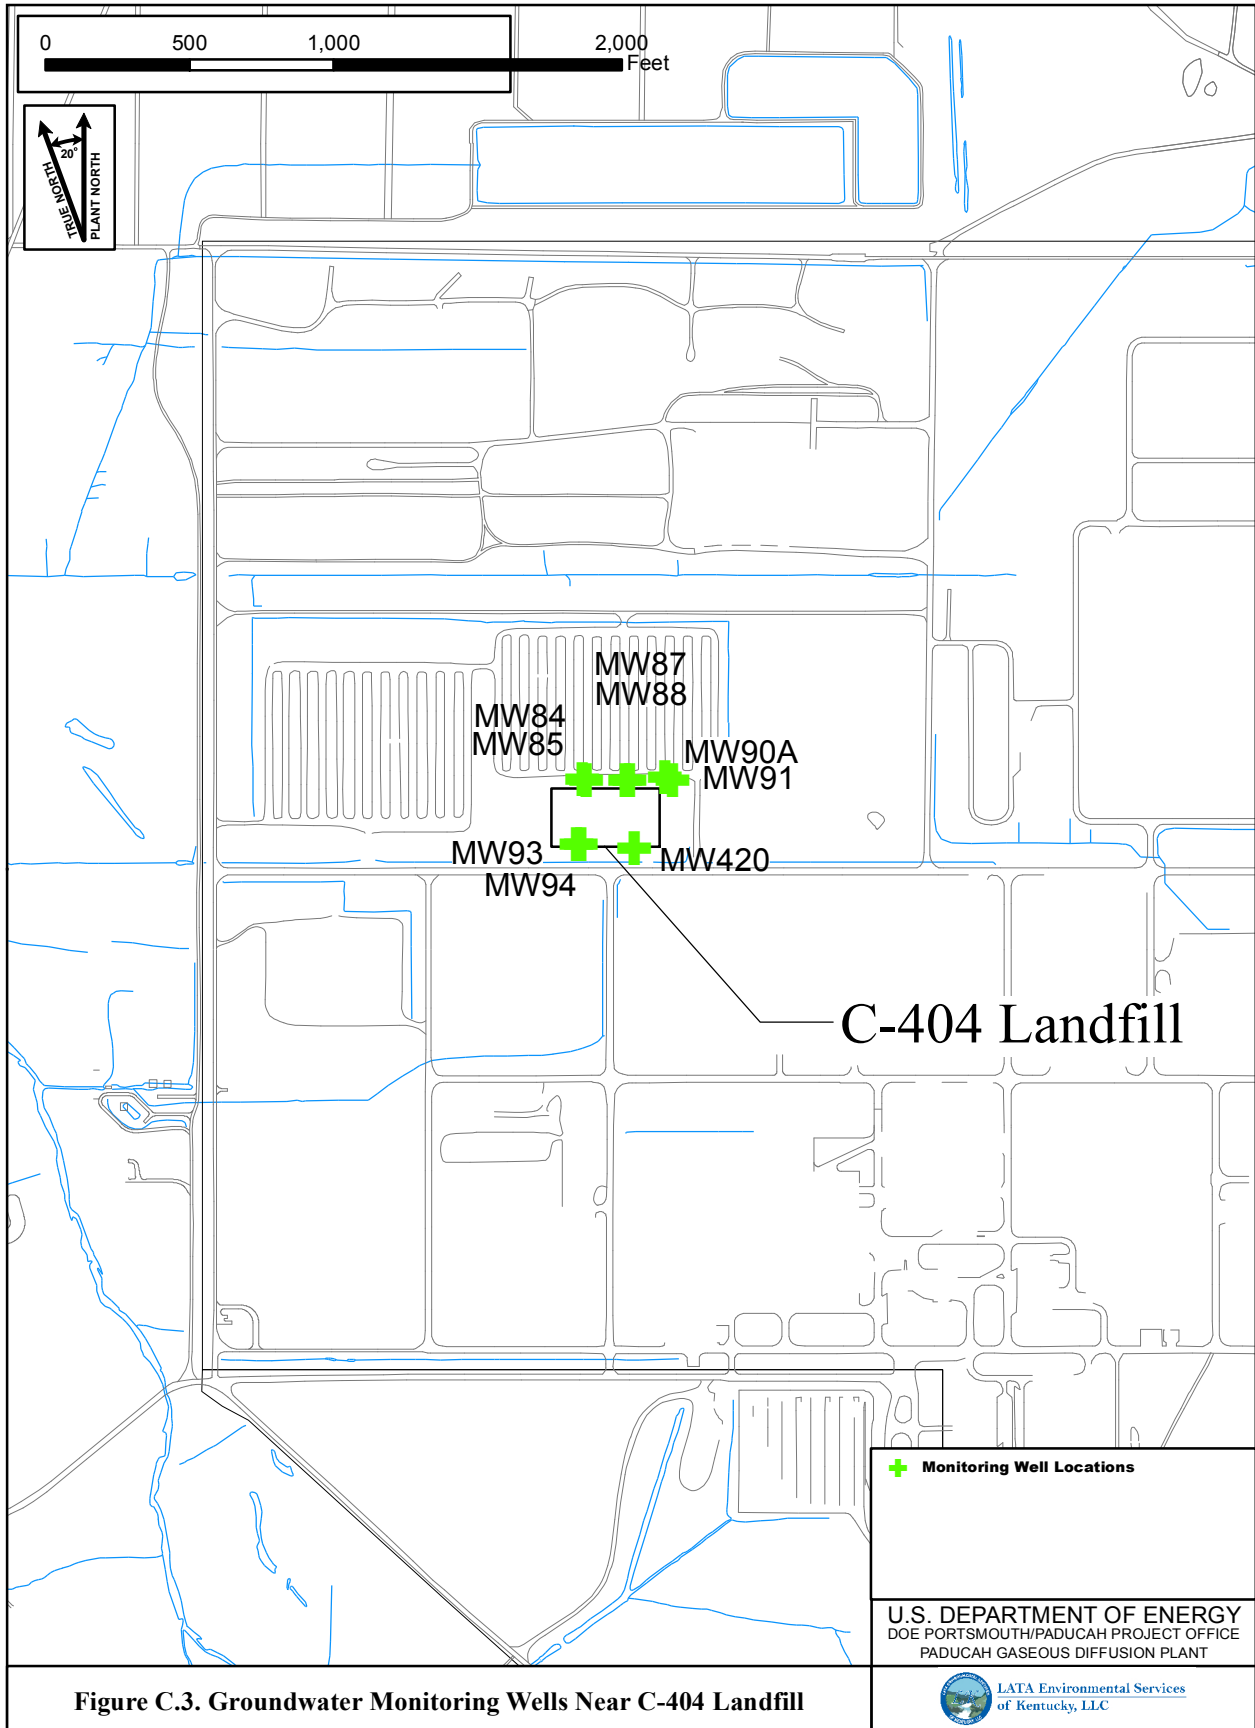 0 500 1,000 2,000
Feet
20°
TRUE NORTH
PLANT NORTH
MW87
MW88
MW84
MW85
MW90A
MW91
MW93
MW94
MW420
C-404 Landfill
Monitoring Well Locations
U.S. DEPARTMENT OF ENERGY
DOE PORTSMOUTH/PADUCAH PROJECT OFFICE
PADUCAH GASEOUS DIFFUSION PLANT
Figure C.3. Groundwater Monitoring Wells Near C-404 Landfill
LATA Environmental Services
of Kentucky, LLC